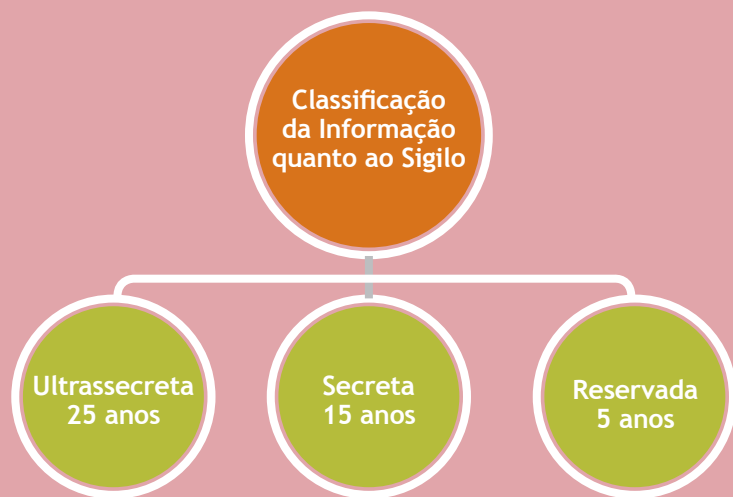 Classificação
da Informação
quanto ao Sigilo
Ultrassecreta
25 anos
Secreta
15 anos
Reservada
5 anos